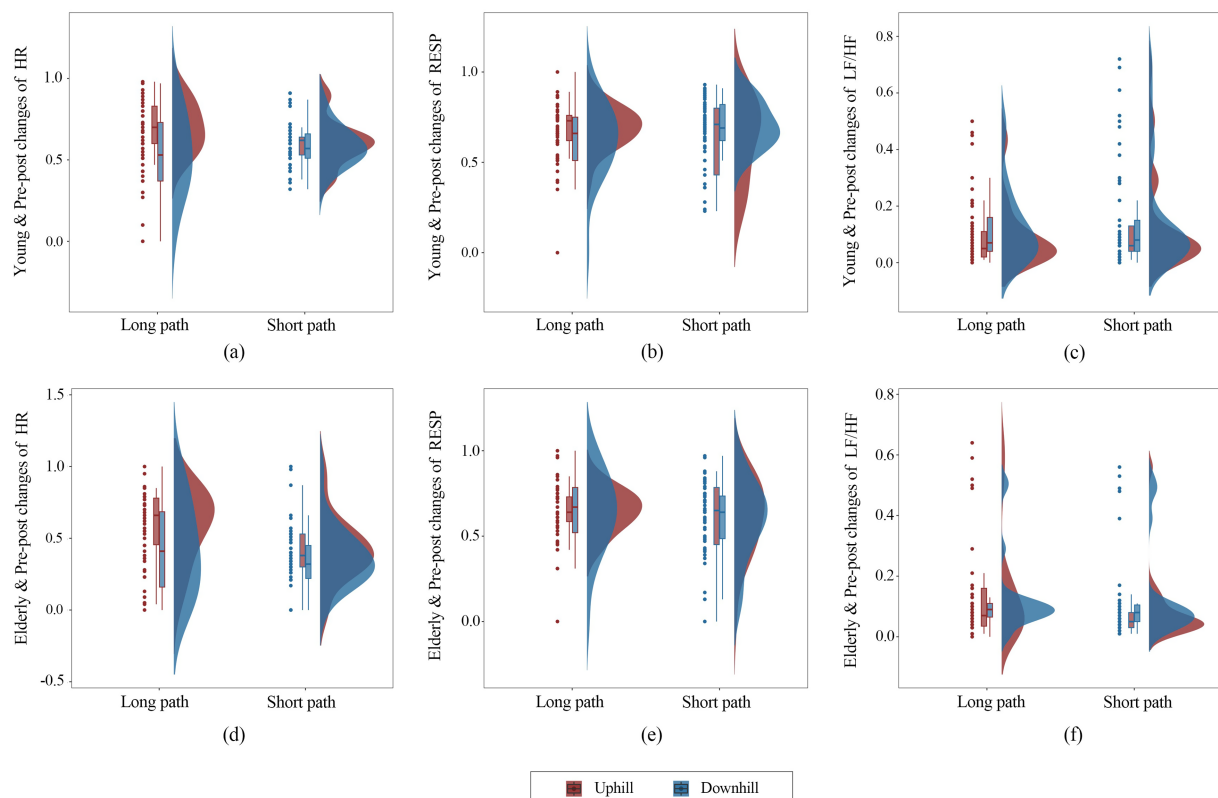 Young & Pre-post changes of HR
1.0
0.5
0.0
Long path
Short path
(a)
Young & Pre-post changes of RESP
1.0
0.5
0.0
Long path
Short path
(b)
Young & Pre-post changes of LF/HF
0.8
0.6
0.4
0.2
0.0
Long path
Short path
(c)
Elderly & Pre-post changes of HR
1.5
1.0
0.5
0.0
-0.5
Long path
Short path
(d)
Elderly & Pre-post changes of RESP
1.0
0.5
0.0
Long path
Short path
(e)
Elderly & Pre-post changes of LF/HF
0.8
0.6
0.4
0.2
0.0
Long path
Short path
(f)
Uphill
Downhill